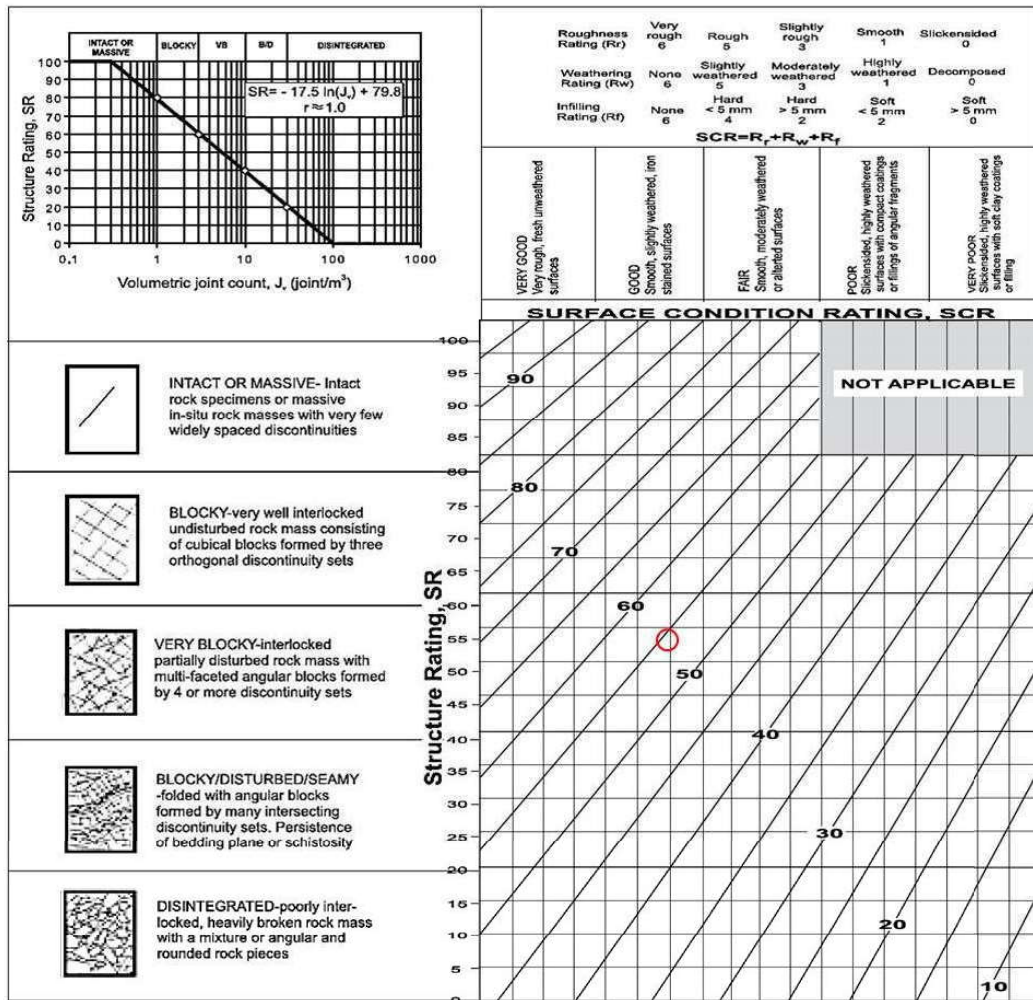 INTACT OR MASSIVE
BLOCKY
VB
B/D
DISINTEGRATED
SR= - 17.5 ln(Jv) + 79.8
r ≈ 1.0
Structure Rating, SR
100
90
80
70
60
50
40
30
20
10
0
0.1
1
10
100
1000
Volumetric joint count, Jv (joint/m³)
Roughness Rating (Rr)
Very rough 6
Rough 5
Slightly rough 3
Smooth 1
Slickensided 0
Weathering Rating (Rw)
None 6
Slightly weathered 5
Moderately weathered 3
Highly weathered 1
Decomposed 0
Infilling Rating (Rf)
None 6
Hard < 5 mm 4
Hard > 5 mm 2
Soft < 5 mm 2
Soft > 5 mm 0
SCR=Rr+Rw+Rf
VERY GOOD
Very rough, fresh unweathered
surfaces
GOOD
Smooth, slightly weathered, iron
stained surfaces
FAIR
Smooth, moderately weathered
or alterted surfaces
POOR
Slickensided, highly weathered
surfaces with compact coatings
or fillings of angular fragments
VERY POOR
Slickensided, highly weathered
surfaces with soft clay coatings
or filling
SURFACE CONDITION RATING, SCR
INTACT OR MASSIVE- Intact
rock specimens or massive
in-situ rock masses with very few
widely spaced discontinuities
BLOCKY-very well interlocked
undisturbed rock mass consisting
of cubical blocks formed by three
orthogonal discontinuity sets
VERY BLOCKY-interlocked
partially disturbed rock mass with
multi-faceted angular blocks formed
by 4 or more discontinuity sets
BLOCKY/DISTURBED/SEAMY
-folded with angular blocks
formed by many intersecting
discontinuity sets. Persistence
of bedding plane or schistosity
DISINTEGRATED-poorly inter-
locked, heavily broken rock mass
with a mixture or angular and
rounded rock pieces
Structure Rating, SR
100
95
90
85
80
75
70
65
60
55
50
45
40
35
30
25
20
15
10
5
0
NOT APPLICABLE
90
80
70
60
50
40
30
20
10